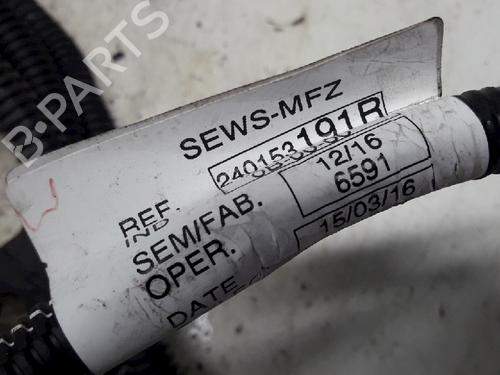 B-PARTS
SEWS-MFZ
REF. 240153191R
IND
SEM/FAB. 12/16
OPER. 6591
DATE 15/03/16